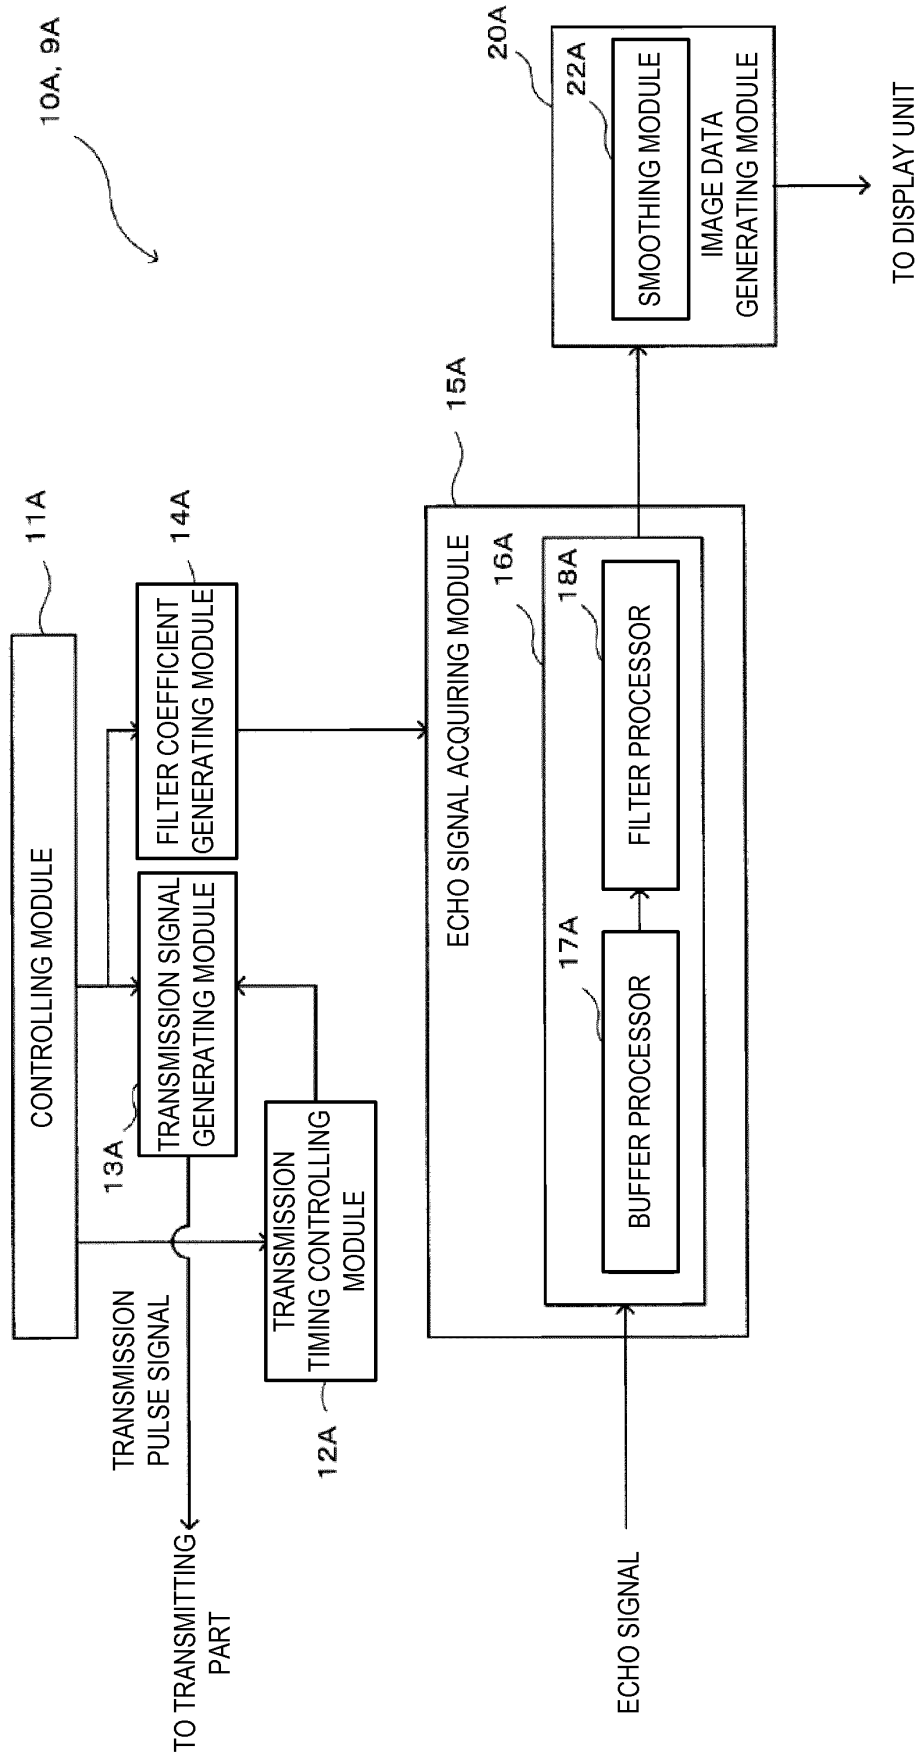 10A, 9A
11A
CONTROLLING MODULE
13A
TRANSMISSION SIGNAL
GENERATING MODULE
14A
FILTER COEFFICIENT
GENERATING MODULE
TRANSMISSION
PULSE SIGNAL
TO TRANSMITTING
PART
12A
TRANSMISSION
TIMING CONTROLLING
MODULE
15A
ECHO SIGNAL ACQUIRING MODULE
16A
17A
BUFFER PROCESSOR
18A
FILTER PROCESSOR
ECHO SIGNAL
20A
22A
SMOOTHING MODULE
IMAGE DATA
GENERATING MODULE
TO DISPLAY UNIT